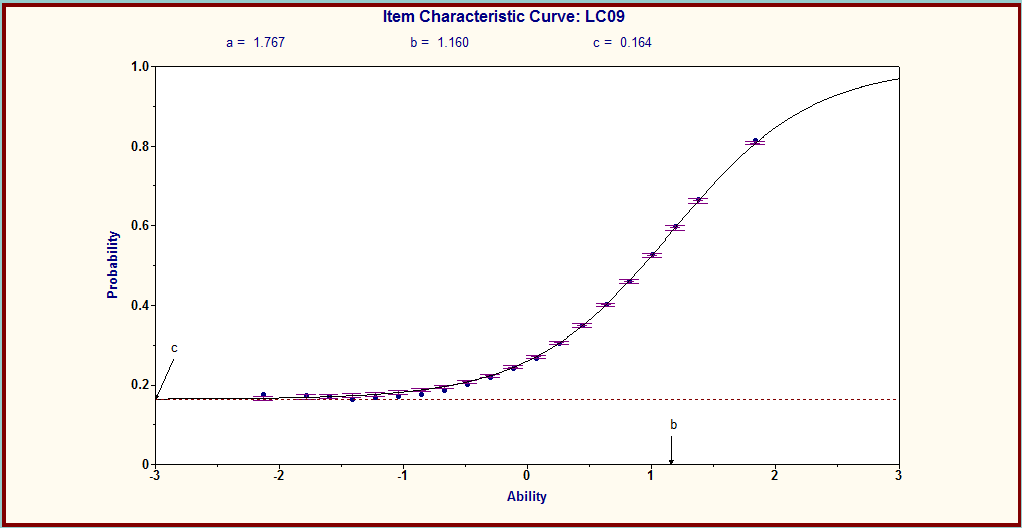 Item Characteristic Curve: LC09
a = 1.767 b = 1.160 c = 0.164
1.0
0.8
0.6
0.4
0.2
0
Probability
c
b
-3 -2 -1 0 1 2 3
Ability